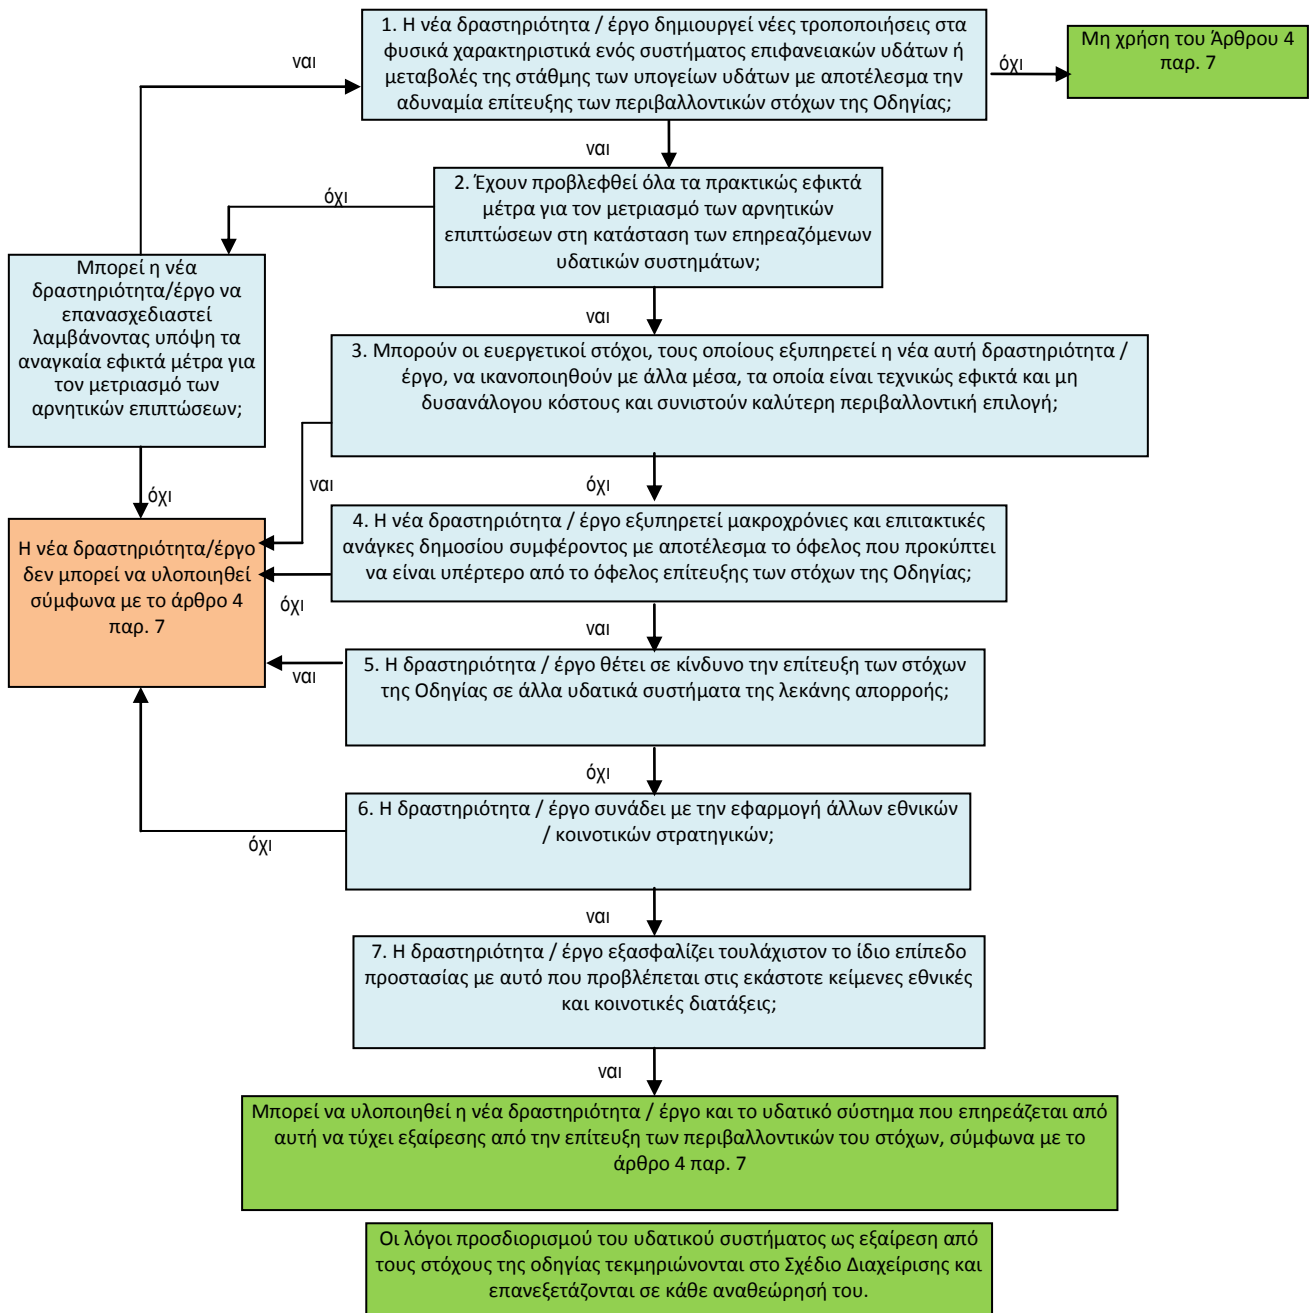 1. Η νέα δραστηριότητα / έργο δημιουργεί νέες τροποποιήσεις στα
φυσικά χαρακτηριστικά ενός συστήματος επιφανειακών υδάτων ή
μεταβολές της στάθμης των υπογείων υδάτων με αποτέλεσμα την
αδυναμία επίτευξης των περιβαλλοντικών στόχων της Οδηγίας;
ναι
όχι
Μη χρήση του Άρθρου 4
παρ. 7
ναι
2. Έχουν προβλεφθεί όλα τα πρακτικώς εφικτά
μέτρα για τον μετριασμό των αρνητικών
επιπτώσεων στη κατάσταση των επηρεαζόμενων
υδατικών συστημάτων;
όχι
Μπορεί η νέα
δραστηριότητα/έργο να
επανασχεδιαστεί
λαμβάνοντας υπόψη τα
αναγκαία εφικτά μέτρα για
τον μετριασμό των
αρνητικών επιπτώσεων;
ναι
3. Μπορούν οι ευεργετικοί στόχοι, τους οποίους εξυπηρετεί η νέα αυτή δραστηριότητα /
έργο, να ικανοποιηθούν με άλλα μέσα, τα οποία είναι τεχνικώς εφικτά και μη
δυσανάλογου κόστους και συνιστούν καλύτερη περιβαλλοντική επιλογή;
όχι
ναι
όχι
Η νέα δραστηριότητα/έργο
δεν μπορεί να υλοποιηθεί
σύμφωνα με το άρθρο 4
παρ. 7
4. Η νέα δραστηριότητα / έργο εξυπηρετεί μακροχρόνιες και επιτακτικές
ανάγκες δημοσίου συμφέροντος με αποτέλεσμα το όφελος που προκύπτει
να είναι υπέρτερο από το όφελος επίτευξης των στόχων της Οδηγίας;
όχι
ναι
5. Η δραστηριότητα / έργο θέτει σε κίνδυνο την επίτευξη των στόχων
της Οδηγίας σε άλλα υδατικά συστήματα της λεκάνης απορροής;
ναι
όχι
6. Η δραστηριότητα / έργο συνάδει με την εφαρμογή άλλων εθνικών
/ κοινοτικών στρατηγικών;
όχι
ναι
7. Η δραστηριότητα / έργο εξασφαλίζει τουλάχιστον το ίδιο επίπεδο
προστασίας με αυτό που προβλέπεται στις εκάστοτε κείμενες εθνικές
και κοινοτικές διατάξεις;
ναι
Μπορεί να υλοποιηθεί η νέα δραστηριότητα / έργο και το υδατικό σύστημα που επηρεάζεται από
αυτή να τύχει εξαίρεσης από την επίτευξη των περιβαλλοντικών του στόχων, σύμφωνα με το
άρθρο 4 παρ. 7
Οι λόγοι προσδιορισμού του υδατικού συστήματος ως εξαίρεση από
τους στόχους της οδηγίας τεκμηριώνονται στο Σχέδιο Διαχείρισης και
επανεξετάζονται σε κάθε αναθεώρησή του.